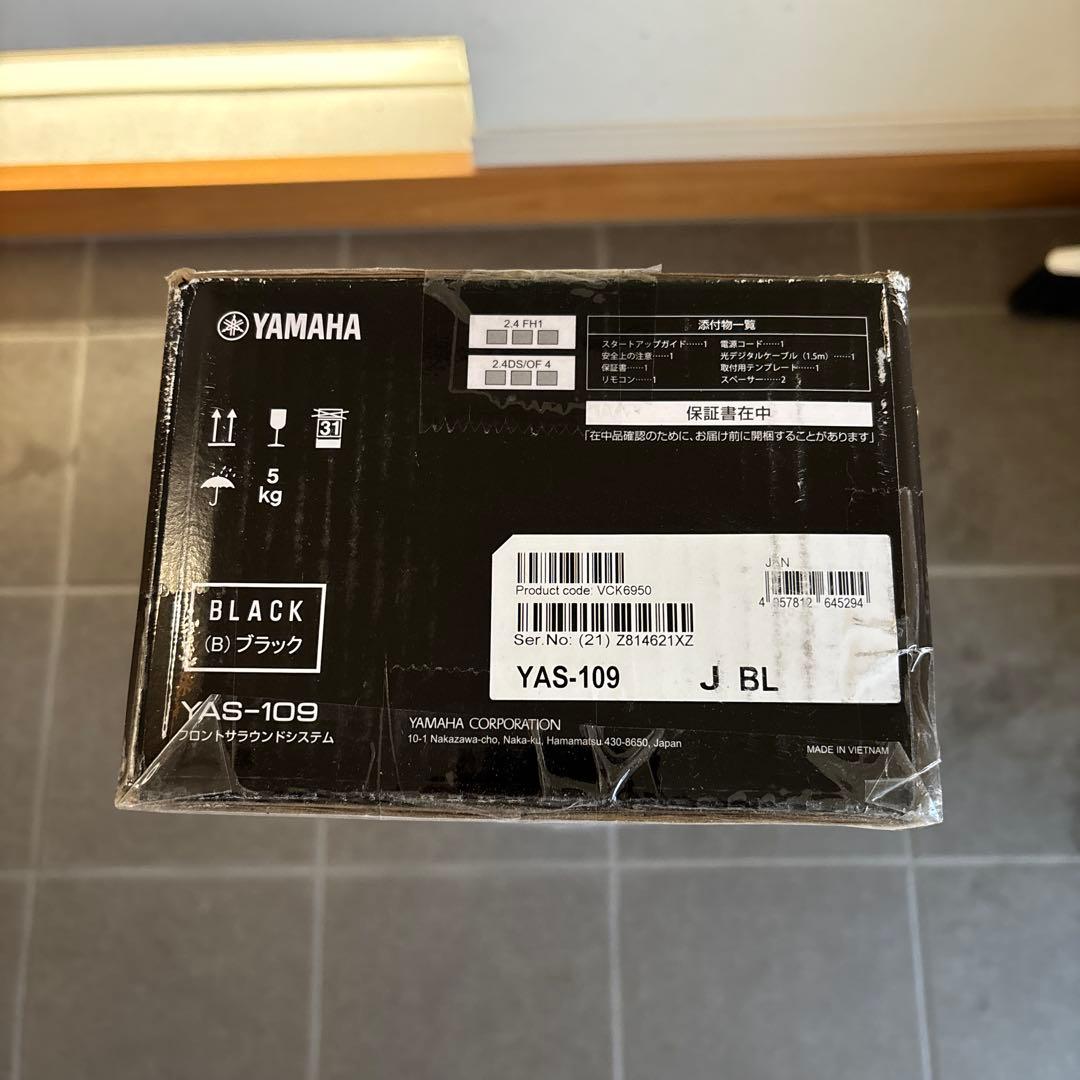 YAMAHA
2.4 FH1
2.4DS/OF 4
添付物一覧
スタートアップガイド……1
安全上の注意……1
保証書……1
リモコン……1
電源コード……1
光デジタルケーブル（1.5m）……1
取付用テンプレート……1
スペーサー……2
保証書在中
「在中品確認のために、お届け前に開梱することがあります」
31
5
kg
BLACK
(B) ブラック
Product code: VCK6950
JAN
4 957812 645294
Ser.No: (21) Z814621XZ
YAS-109 J BL
YAS-109
フロントサラウンドシステム
YAMAHA CORPORATION
10-1 Nakazawa-cho, Naka-ku, Hamamatsu 430-8650, Japan
MADE IN VIETNAM